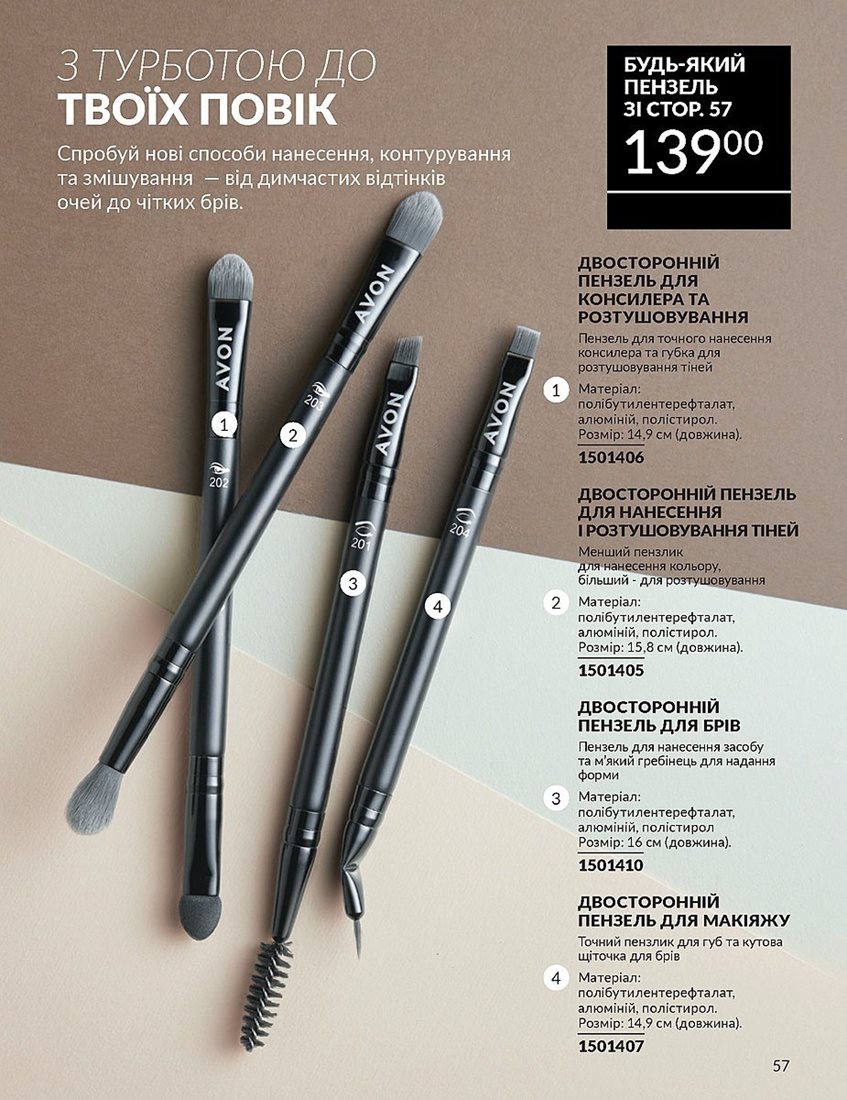 З ТУРБОТОЮ ДО
ТВОЇХ ПОВІК
Спробуй нові способи нанесення, контурування
та змішування — від димчастих відтінків
очей до чітких брів.
БУДЬ-ЯКИЙ
ПЕНЗЕЛЬ
ЗІ СТОР. 57
139⁰⁰
AVON
1
202
AVON
203
2
AVON
201
3
AVON
204
4
ДВОСТОРОННІЙ
ПЕНЗЕЛЬ ДЛЯ
КОНСИЛЕРА ТА
РОЗТУШОВУВАННЯ
Пензель для точного нанесення
консилера та губка для
розтушовування тіней
1
Матеріал:
полібутилентерефталат,
алюміній, полістирол.
Розмір: 14,9 см (довжина).
1501406
ДВОСТОРОННІЙ ПЕНЗЕЛЬ
ДЛЯ НАНЕСЕННЯ
І РОЗТУШОВУВАННЯ ТІНЕЙ
Менший пензлик
для нанесення кольору,
більший - для розтушовування
2
Матеріал:
полібутилентерефталат,
алюміній, полістирол.
Розмір: 15,8 см (довжина).
1501405
ДВОСТОРОННІЙ
ПЕНЗЕЛЬ ДЛЯ БРІВ
Пензель для нанесення засобу
та м'який гребінець для надання
форми
3
Матеріал:
полібутилентерефталат,
алюміній, полістирол
Розмір: 16 см (довжина).
1501410
ДВОСТОРОННІЙ
ПЕНЗЕЛЬ ДЛЯ МАКІЯЖУ
Точний пензлик для губ та кутова
щіточка для брів
4
Матеріал:
полібутилентерефталат,
алюміній, полістирол.
Розмір: 14,9 см (довжина).
1501407
57